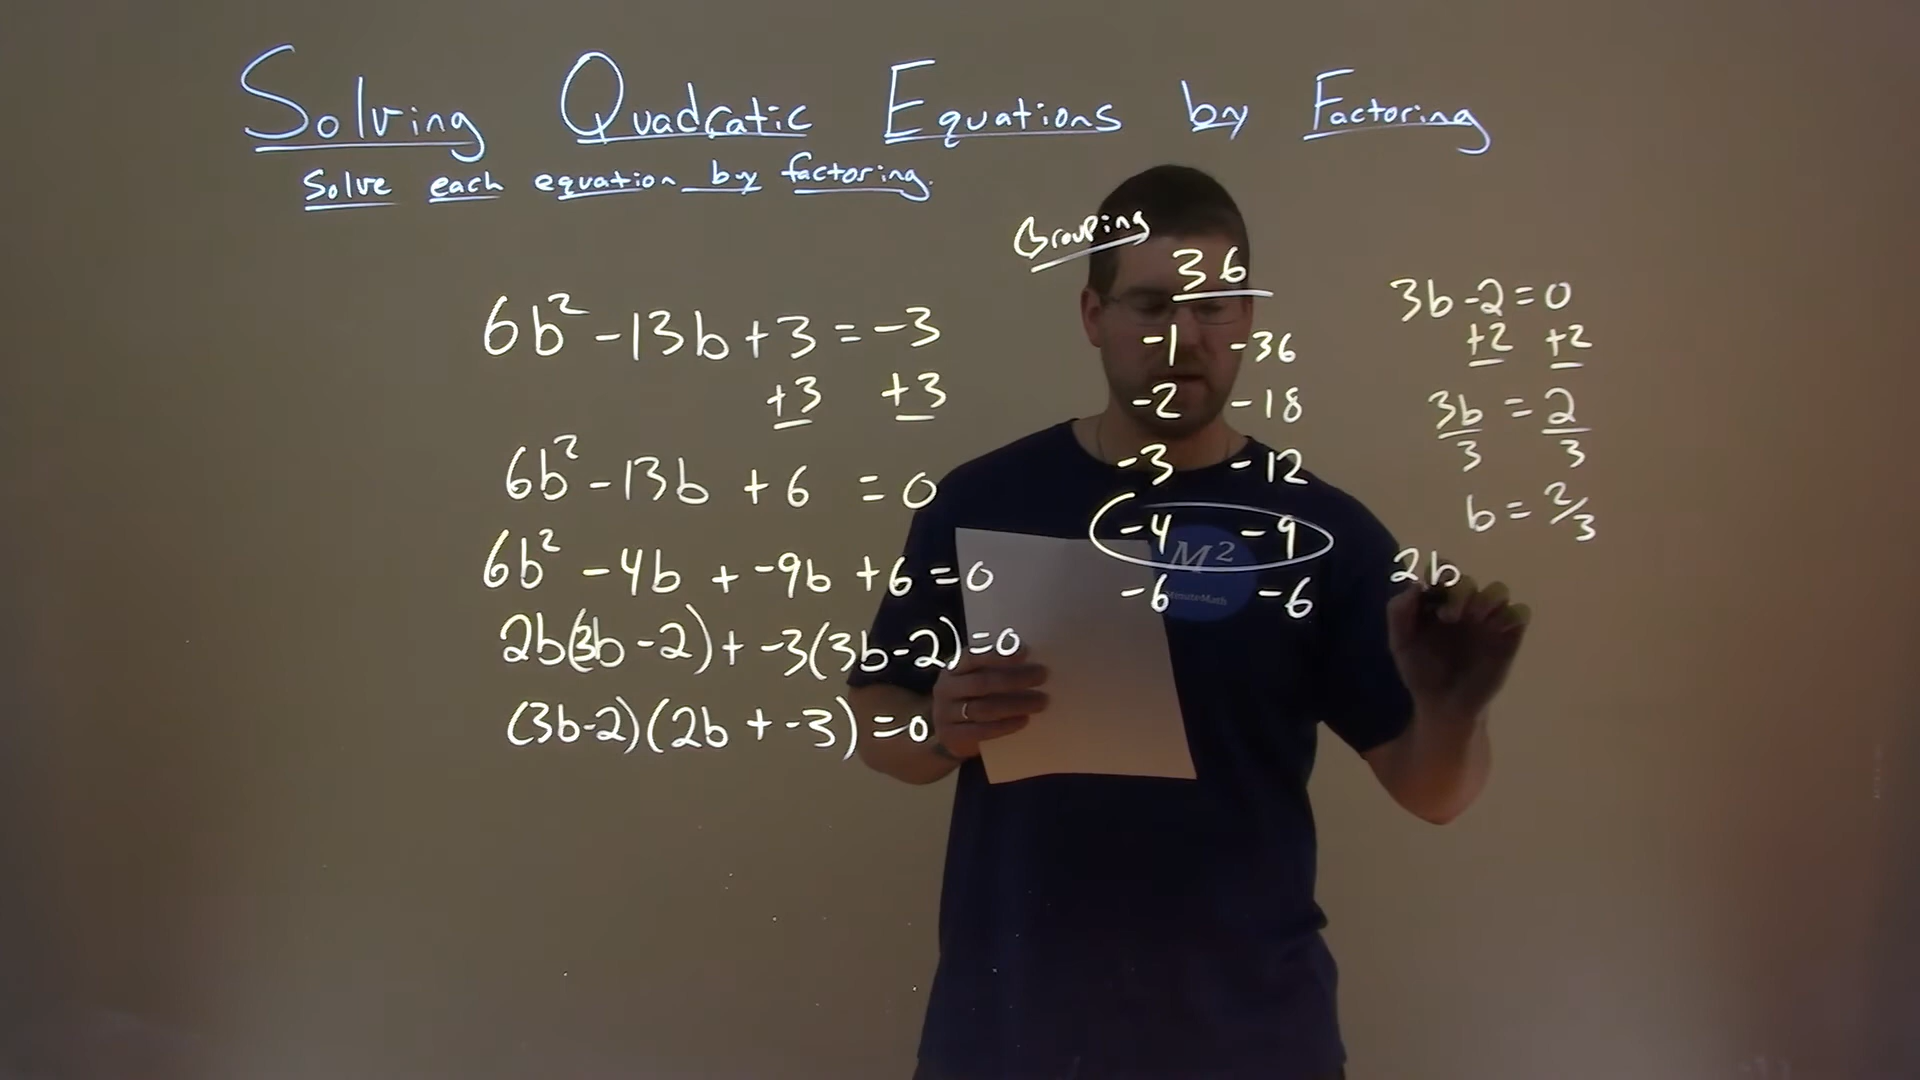 Solving Quadratic Equations by Factoring
Solve each equation by factoring.
6b² - 13b + 3 = -3
+3 +3
6b² - 13b + 6 = 0
6b² - 4b + -9b + 6 = 0
2b(3b - 2) + -3(3b - 2) = 0
(3b - 2)(2b + -3) = 0
Grouping
36
-1 -36
-2 -18
-3 -12
-4 -9
-6 -6
M²
MinuteMath
3b - 2 = 0
+2 +2
3b = 2
3 3
b = 2/3
2b